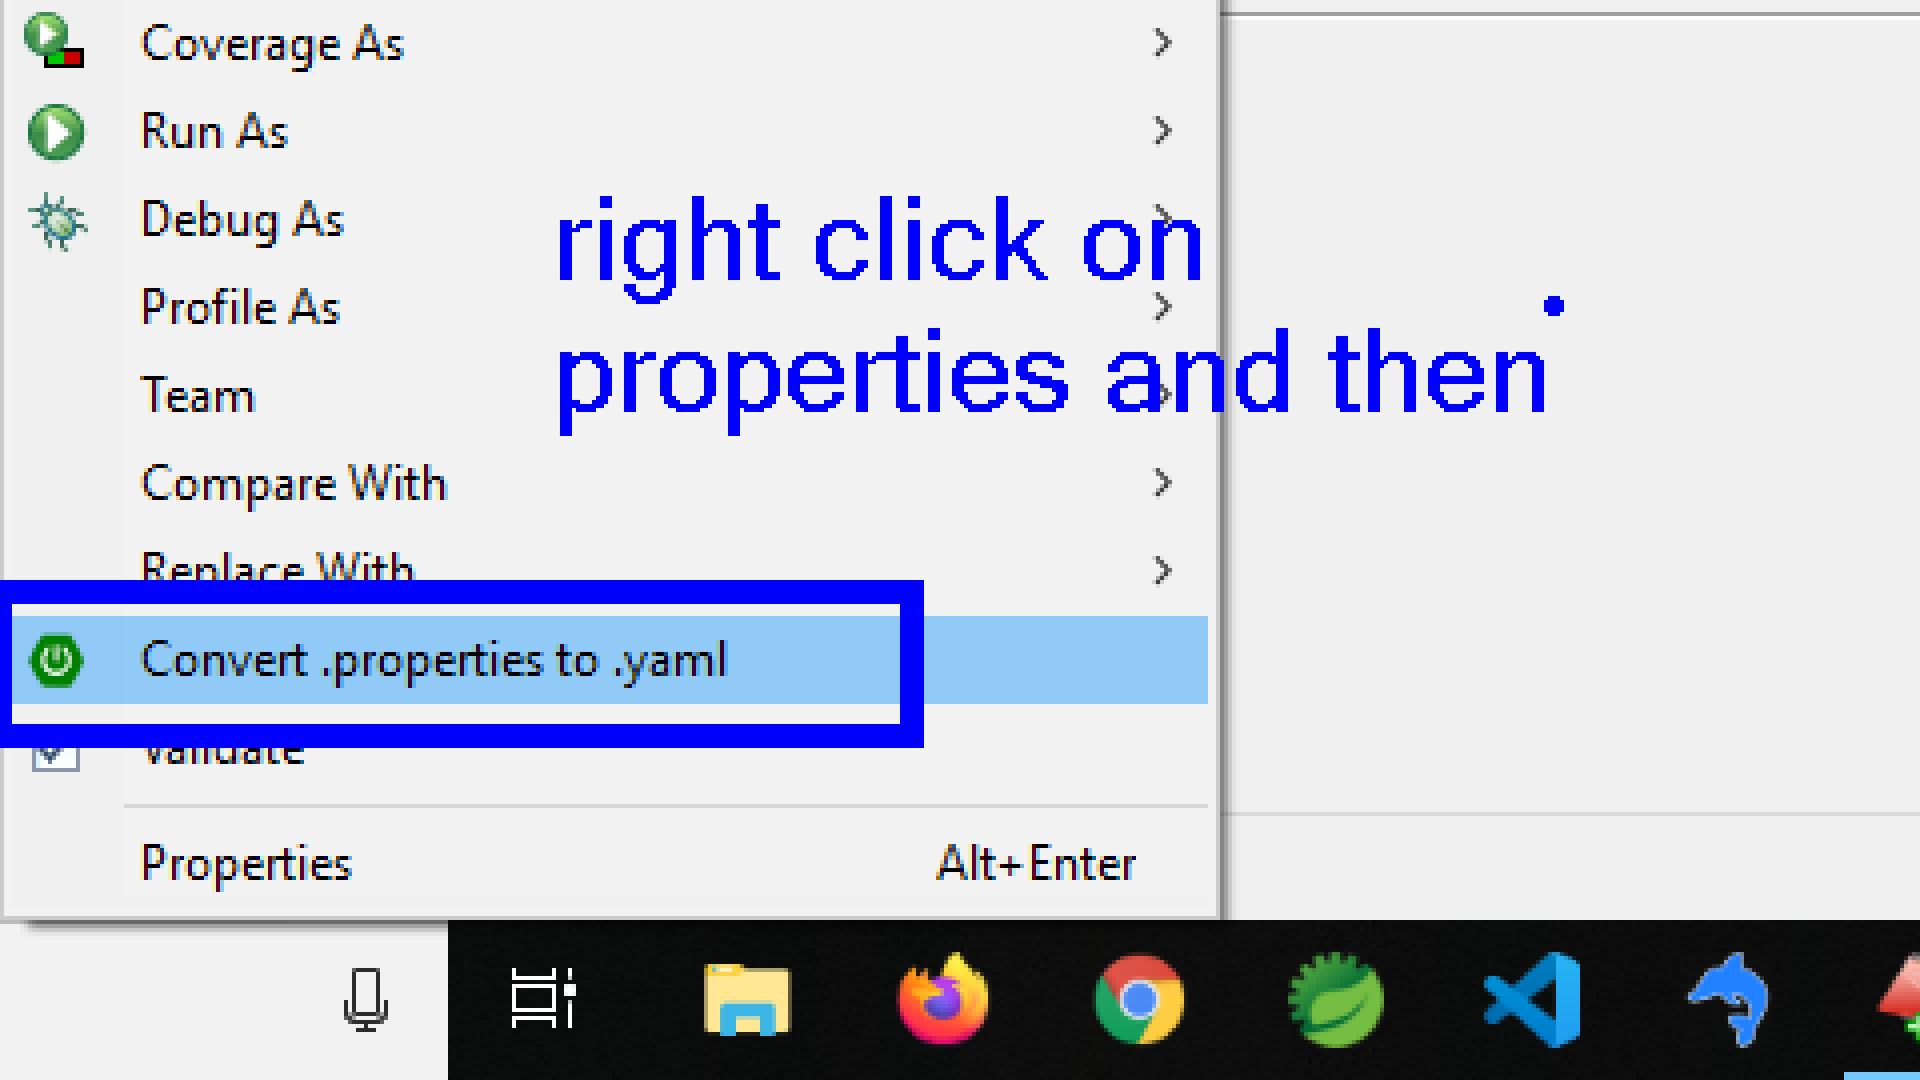 Coverage As
Run As
Debug As
right click on
Profile As
properties and then
Team
Compare With
Replace With
Convert .properties to .yaml
Validate
Properties Alt+Enter